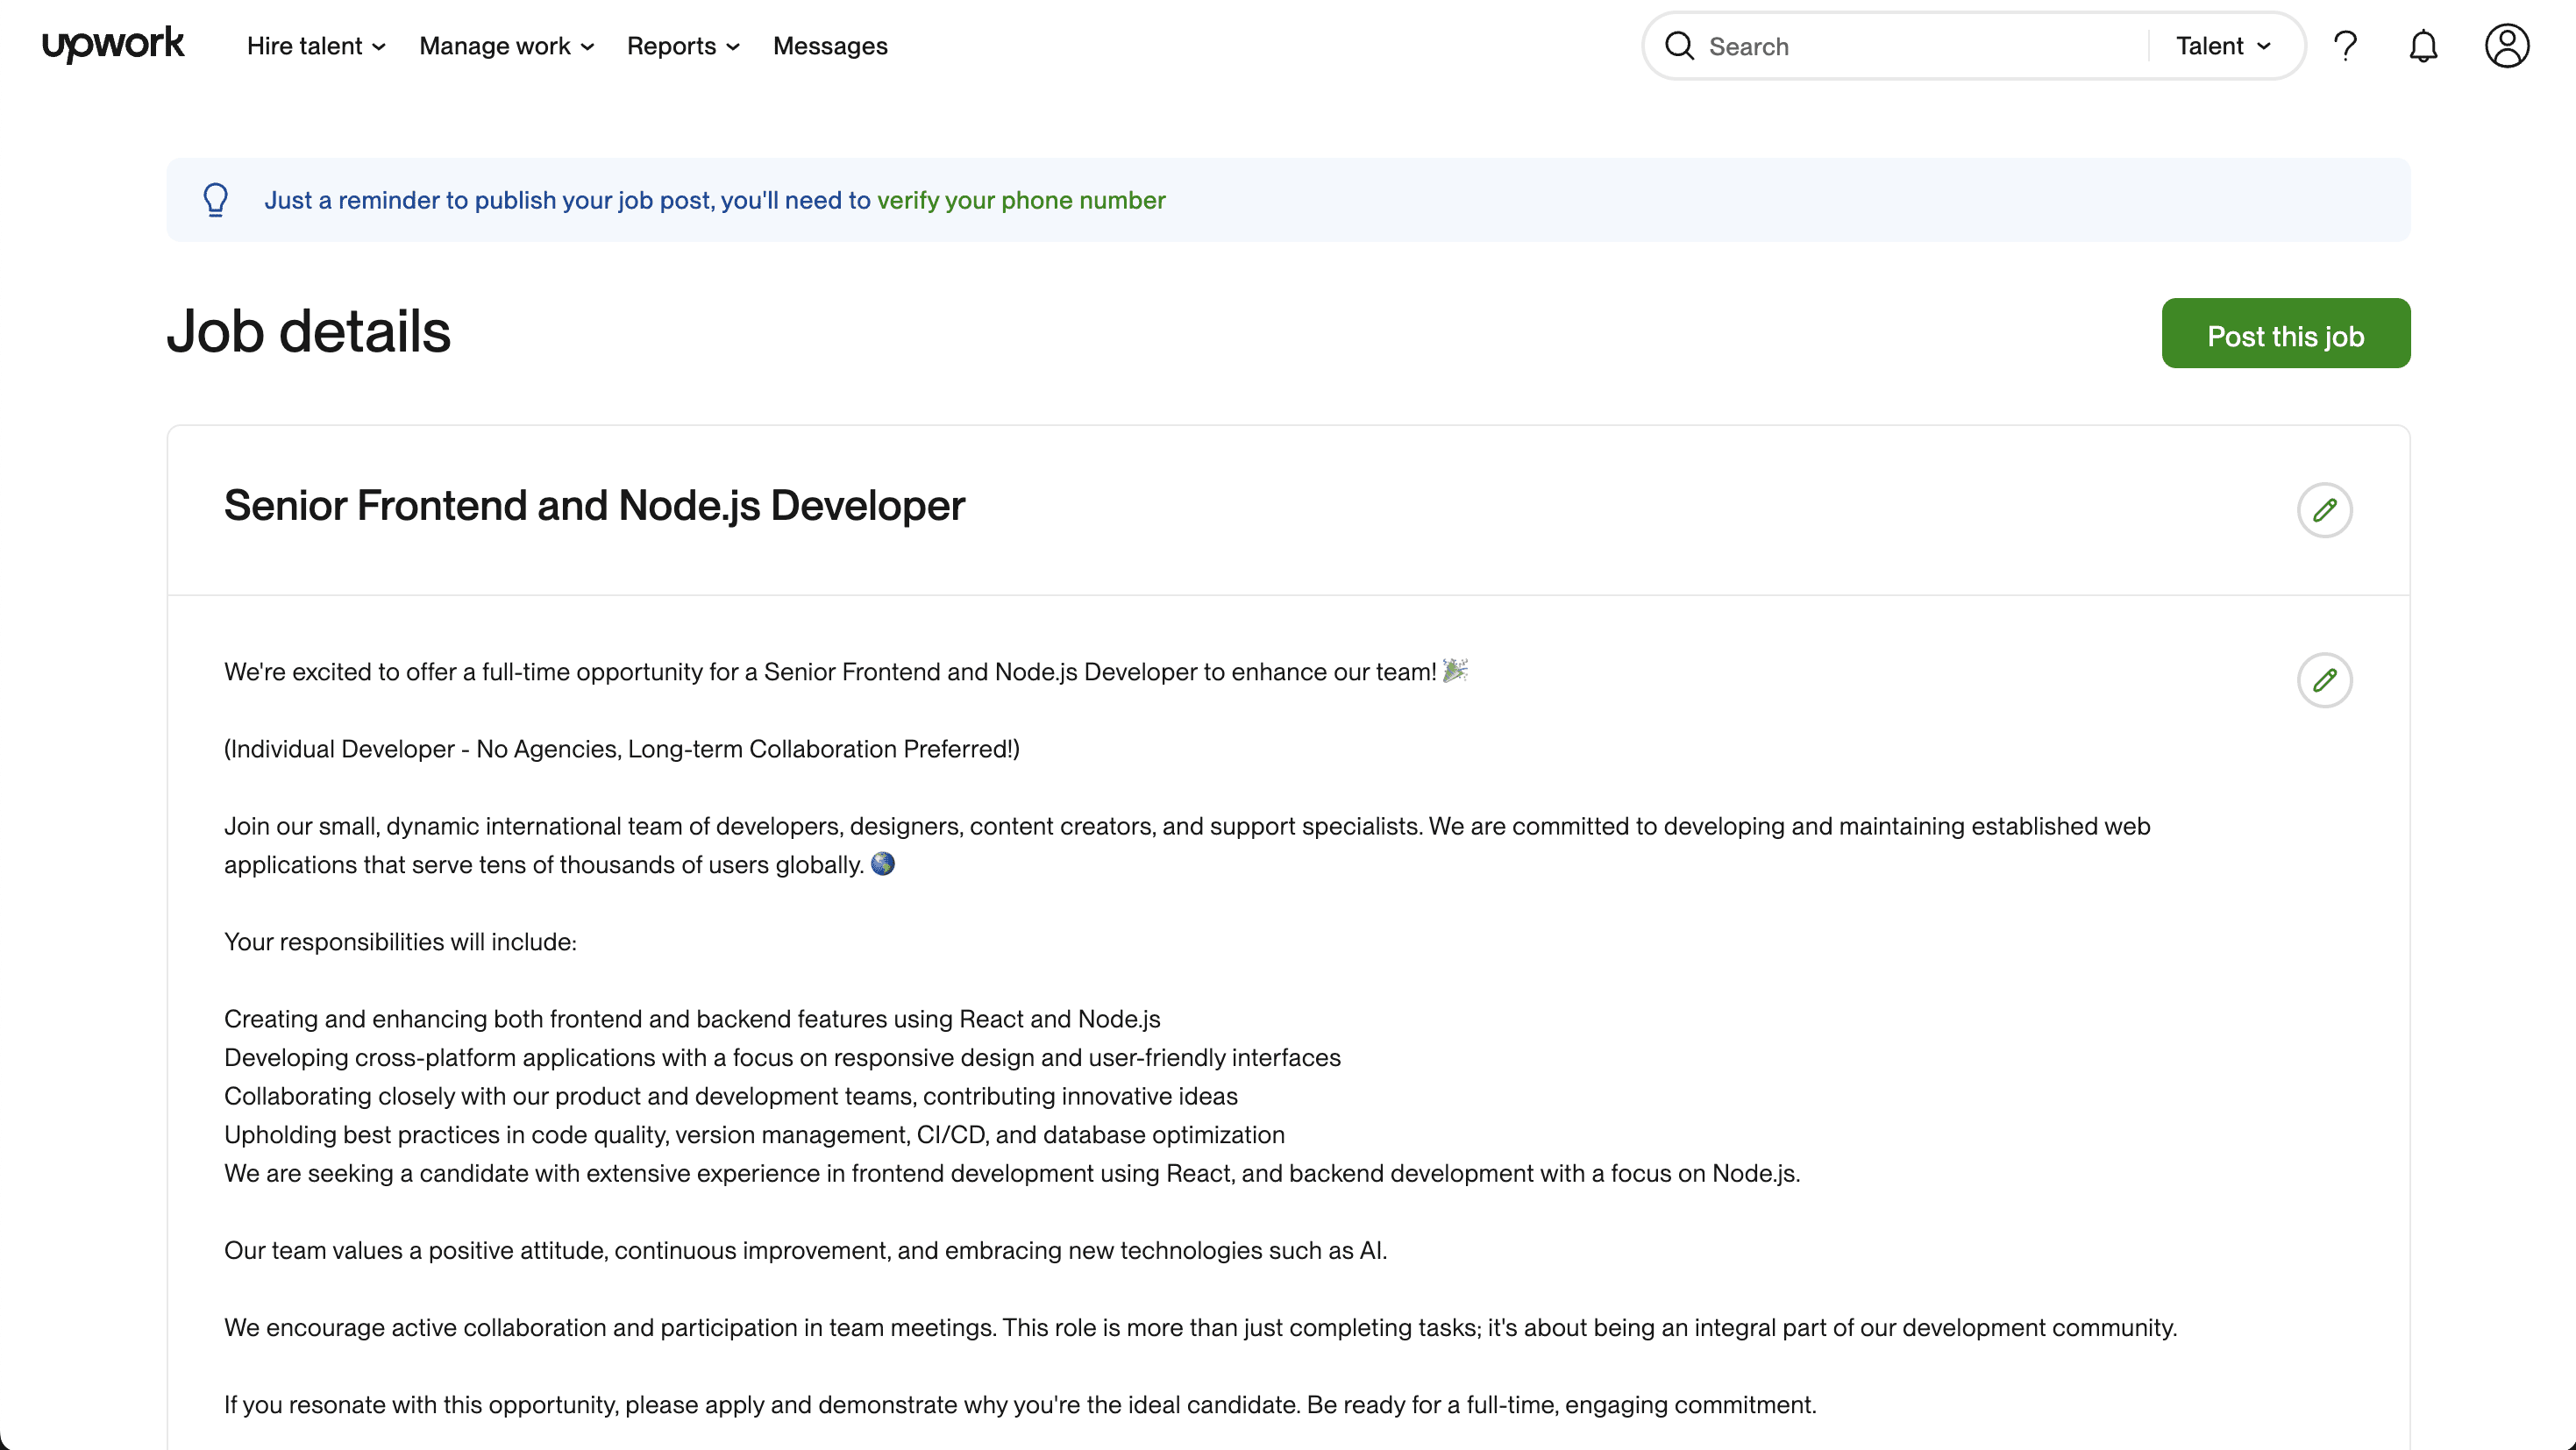 upwork Hire talent Manage work Reports Messages Search Talent
Just a reminder to publish your job post, you'll need to verify your phone number
Job details
Post this job
Senior Frontend and Node.js Developer
We're excited to offer a full-time opportunity for a Senior Frontend and Node.js Developer to enhance our team! 🎉
(Individual Developer - No Agencies, Long-term Collaboration Preferred!)
Join our small, dynamic international team of developers, designers, content creators, and support specialists. We are committed to developing and maintaining established web
applications that serve tens of thousands of users globally. 🌎
Your responsibilities will include:
Creating and enhancing both frontend and backend features using React and Node.js
Developing cross-platform applications with a focus on responsive design and user-friendly interfaces
Collaborating closely with our product and development teams, contributing innovative ideas
Upholding best practices in code quality, version management, CI/CD, and database optimization
We are seeking a candidate with extensive experience in frontend development using React, and backend development with a focus on Node.js.
Our team values a positive attitude, continuous improvement, and embracing new technologies such as AI.
We encourage active collaboration and participation in team meetings. This role is more than just completing tasks; it's about being an integral part of our development community.
If you resonate with this opportunity, please apply and demonstrate why you're the ideal candidate. Be ready for a full-time, engaging commitment.